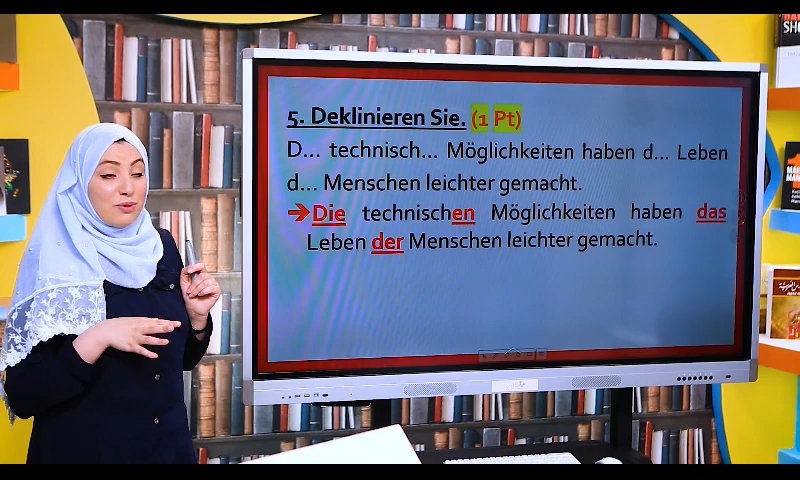 5. Deklinieren Sie. (1 Pt)
D... technisch... Möglichkeiten haben d... Leben
d... Menschen leichter gemacht.
➔Die technischen Möglichkeiten haben das
Leben der Menschen leichter gemacht.